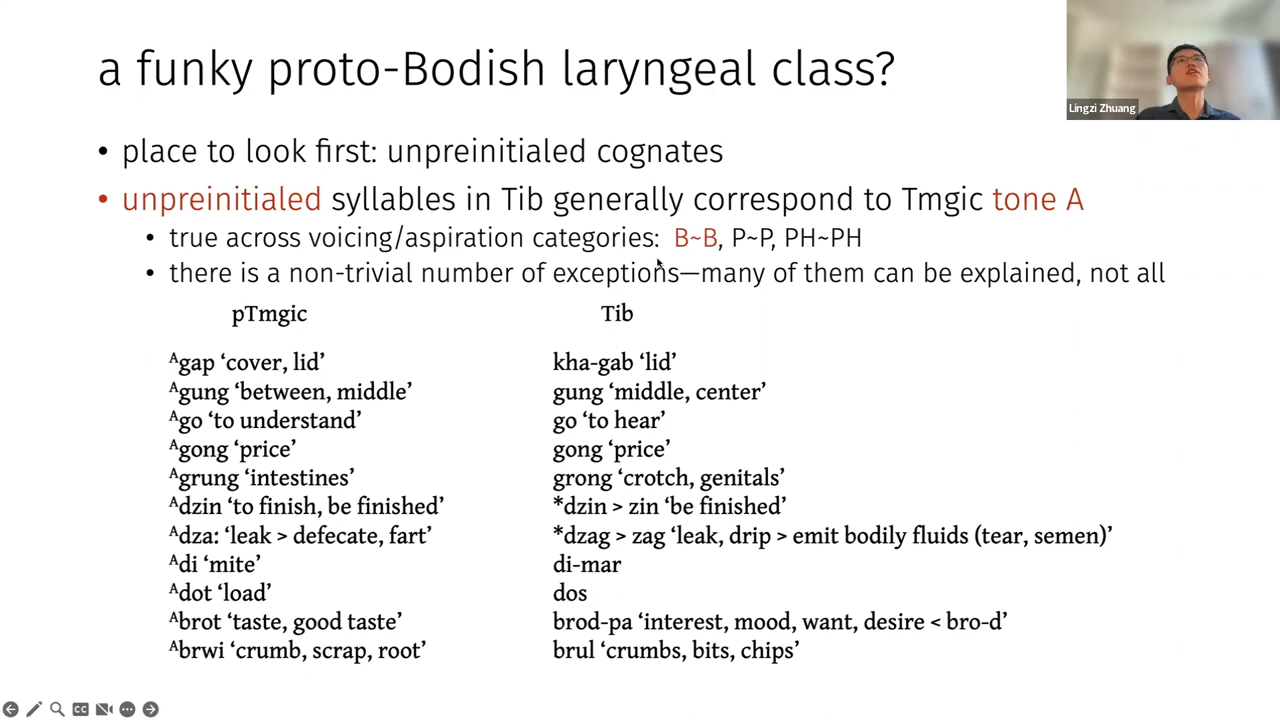 a funky proto-Bodish laryngeal class?
Lingzi Zhuang
• place to look first: unpreinitialed cognates
• unpreinitialed syllables in Tib generally correspond to Tmgic tone A
• true across voicing/aspiration categories: B~B, P~P, PH~PH
• there is a non-trivial number of exceptions—many of them can be explained, not all
pTmgic Tib
ᴬgap ‘cover, lid’ kha-gab ‘lid’
ᴬgung ‘between, middle’ gung ‘middle, center’
ᴬgo ‘to understand’ go ‘to hear’
ᴬgong ‘price’ gong ‘price’
ᴬgrung ‘intestines’ grong ‘crotch, genitals’
ᴬdzin ‘to finish, be finished’ *dzin > zin ‘be finished’
ᴬdza: ‘leak > defecate, fart’ *dzag > zag ‘leak, drip > emit bodily fluids (tear, semen)’
ᴬdi ‘mite’ di-mar
ᴬdot ‘load’ dos
ᴬbrot ‘taste, good taste’ brod-pa ‘interest, mood, want, desire < bro-d’
ᴬbrwi ‘crumb, scrap, root’ brul ‘crumbs, bits, chips’
CC